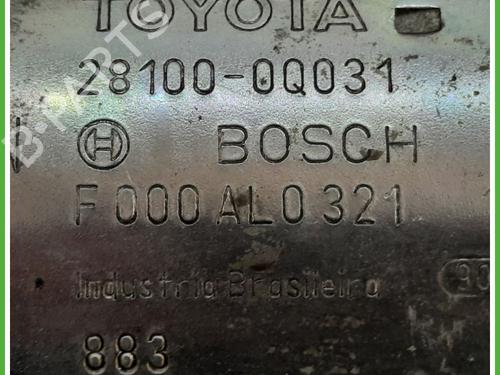 TOYOTA
28100-0Q031
BOSCH
F 000 AL0 321
Industria Brasileira
883